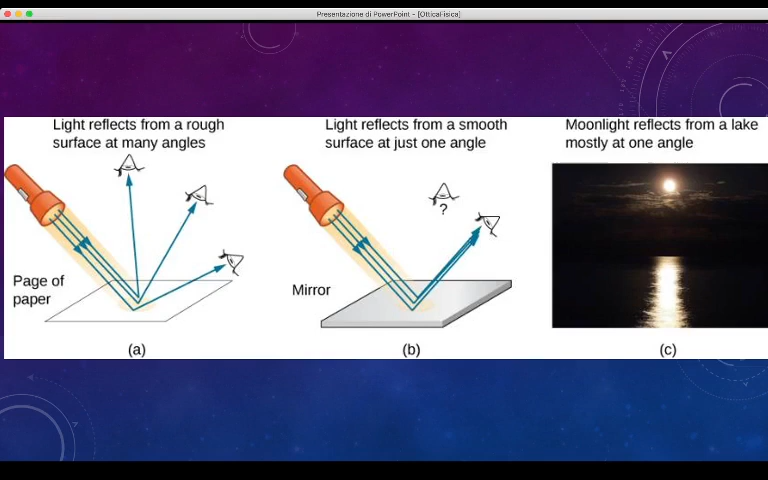 Presentazione di PowerPoint - [OtticaFisica]
Light reflects from a rough
surface at many angles
Light reflects from a smooth
surface at just one angle
Moonlight reflects from a lake
mostly at one angle
?
Page of
paper
Mirror
(a)
(b)
(c)